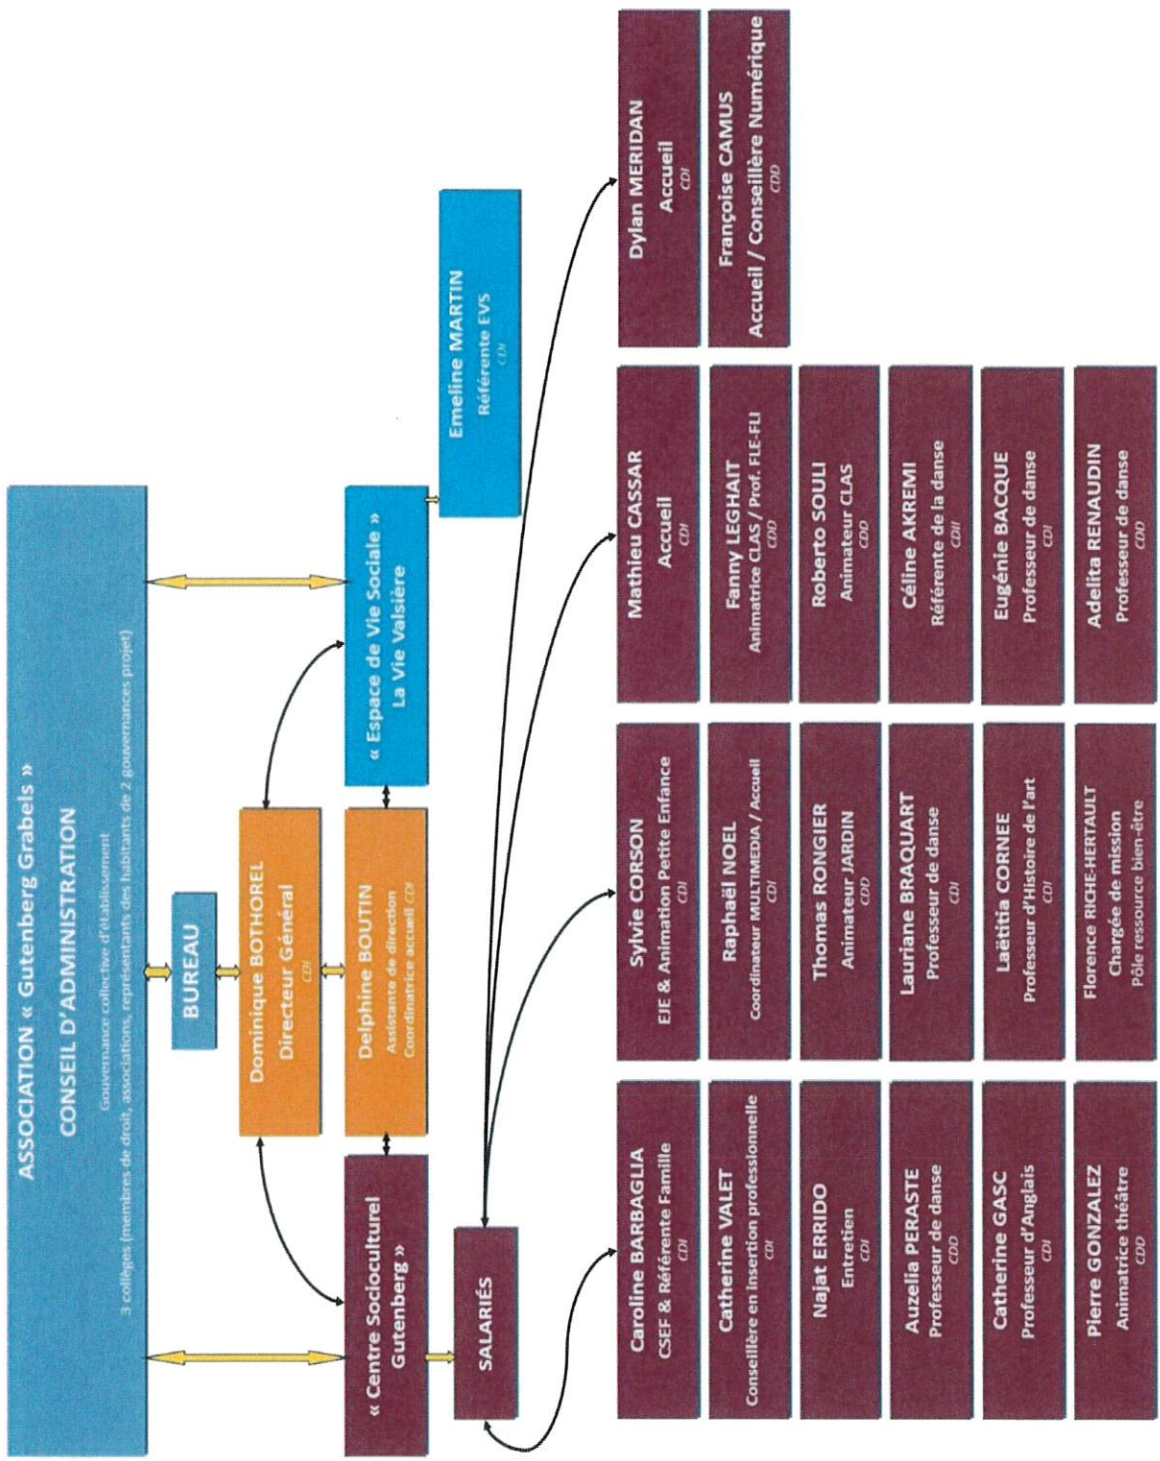 ASSOCIATION « Gutenberg Grabels »
CONSEIL D'ADMINISTRATION
Gouvernance collective d'établissement
3 collèges (membres de droit, associations, représentants des habitants de 2 gouvernances projet)
BUREAU
Dominique BOTHOREL
Directeur Général
CDI
Delphine BOUTIN
Assistante de direction
Coordinatrice accueil CDI
« Centre Socioculturel
Gutenberg »
« Espace de Vie Sociale »
La Vie Valsière
Emeline MARTIN
Référente EVS
CDI
SALARIÉS
Caroline BARBAGLIA
CSEF & Référente Famille
CDI
Catherine VALET
Conseillère en insertion professionnelle
CDI
Najat ERRIDO
Entretien
CDI
Auzelia PERASTE
Professeur de danse
CDD
Catherine GASC
Professeur d'Anglais
CDI
Pierre GONZALEZ
Animatrice théâtre
CDD
Sylvie CORSON
EJE & Animation Petite Enfance
CDI
Raphaël NOEL
Coordinateur MULTIMEDIA / Accueil
CDI
Thomas RONGIER
Animateur JARDIN
CDD
Lauriane BRAQUART
Professeur de danse
CDI
Laëtitia CORNEE
Professeur d'Histoire de l'art
CDI
Florence RICHE-HERTAULT
Chargée de mission
Pôle ressource bien-être
Mathieu CASSAR
Accueil
CDI
Fanny LEGHAIT
Animatrice CLAS / Prof. FLE-FLI
CDD
Roberto SOULI
Animateur CLAS
CDD
Céline AKREMI
Référente de la danse
CDII
Eugénie BACQUE
Professeur de danse
CDI
Adelita RENAUDIN
Professeur de danse
CDD
Dylan MERIDAN
Accueil
CDI
Françoise CAMUS
Accueil / Conseillère Numérique
CDD